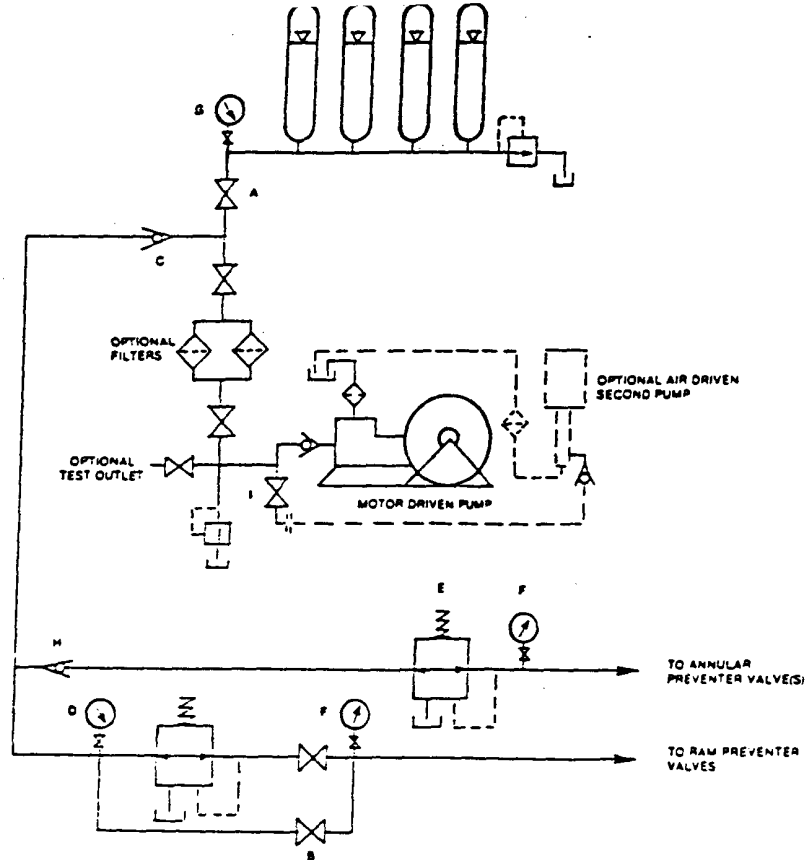 G
A
C
OPTIONAL
FILTERS
OPTIONAL AIR DRIVEN
SECOND PUMP
OPTIONAL
TEST OUTLET
I
MOTOR DRIVEN PUMP
E
F
H
TO ANNULAR
PREVENTER VALVE(S)
F
TO RAM PREVENTER
VALVES
B